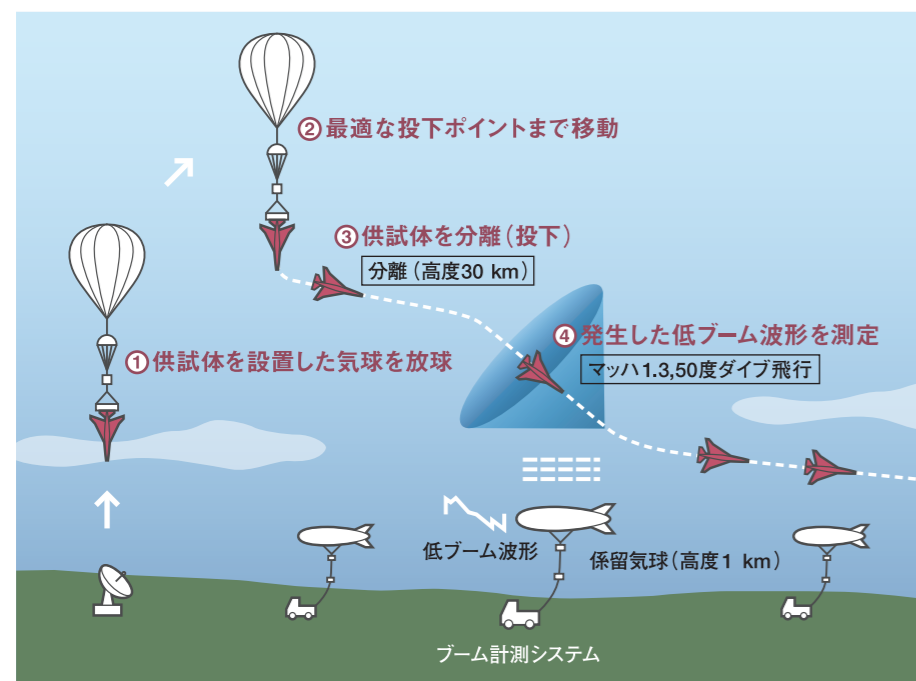 ②最適な投下ポイントまで移動
③供試体を分離（投下）
分離（高度30 km）
④発生した低ブーム波形を測定
マッハ1.3,50度ダイブ飛行
①供試体を設置した気球を放球
低ブーム波形
係留気球（高度1 km）
ブーム計測システム